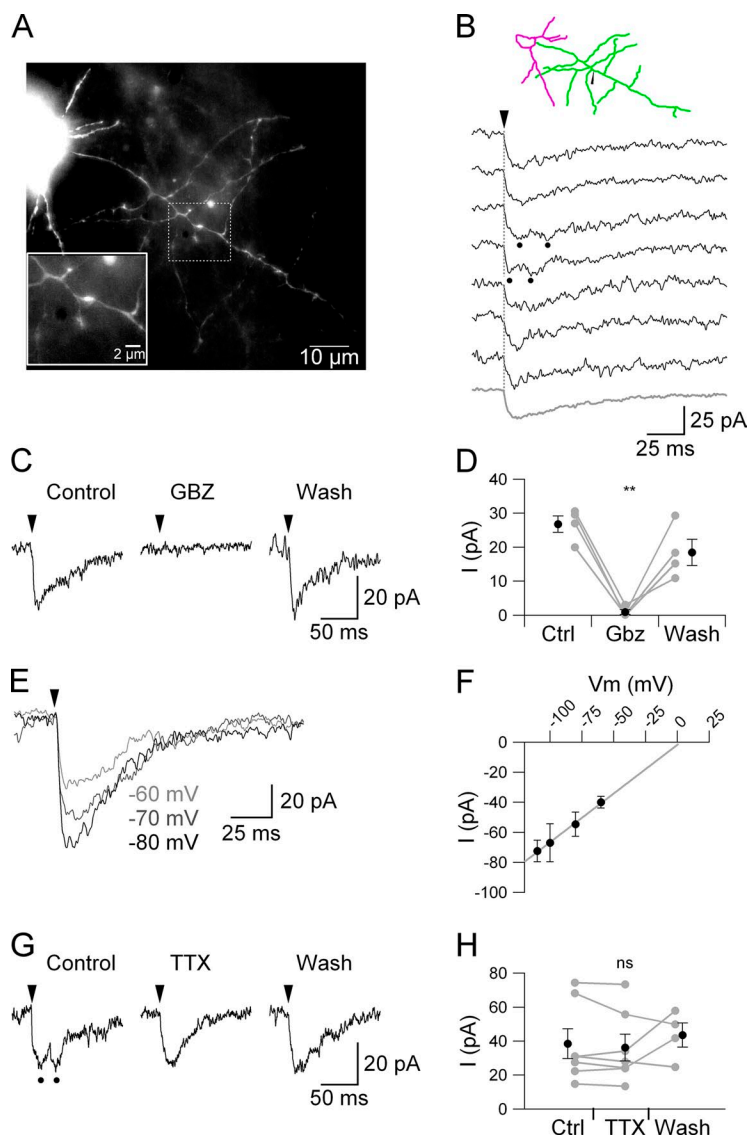 A
2 µm
10 µm
B
25 pA
25 ms
C
Control GBZ Wash
20 pA
50 ms
D
**
I (pA)
40
30
20
10
0
Ctrl Gbz Wash
E
-60 mV
-70 mV
-80 mV
20 pA
25 ms
F
Vm (mV)
-100 -75 -50 -25 0 25
I (pA)
0
-20
-40
-60
-80
-100
G
Control TTX Wash
20 pA
50 ms
H
ns
I (pA)
80
60
40
20
0
Ctrl TTX Wash